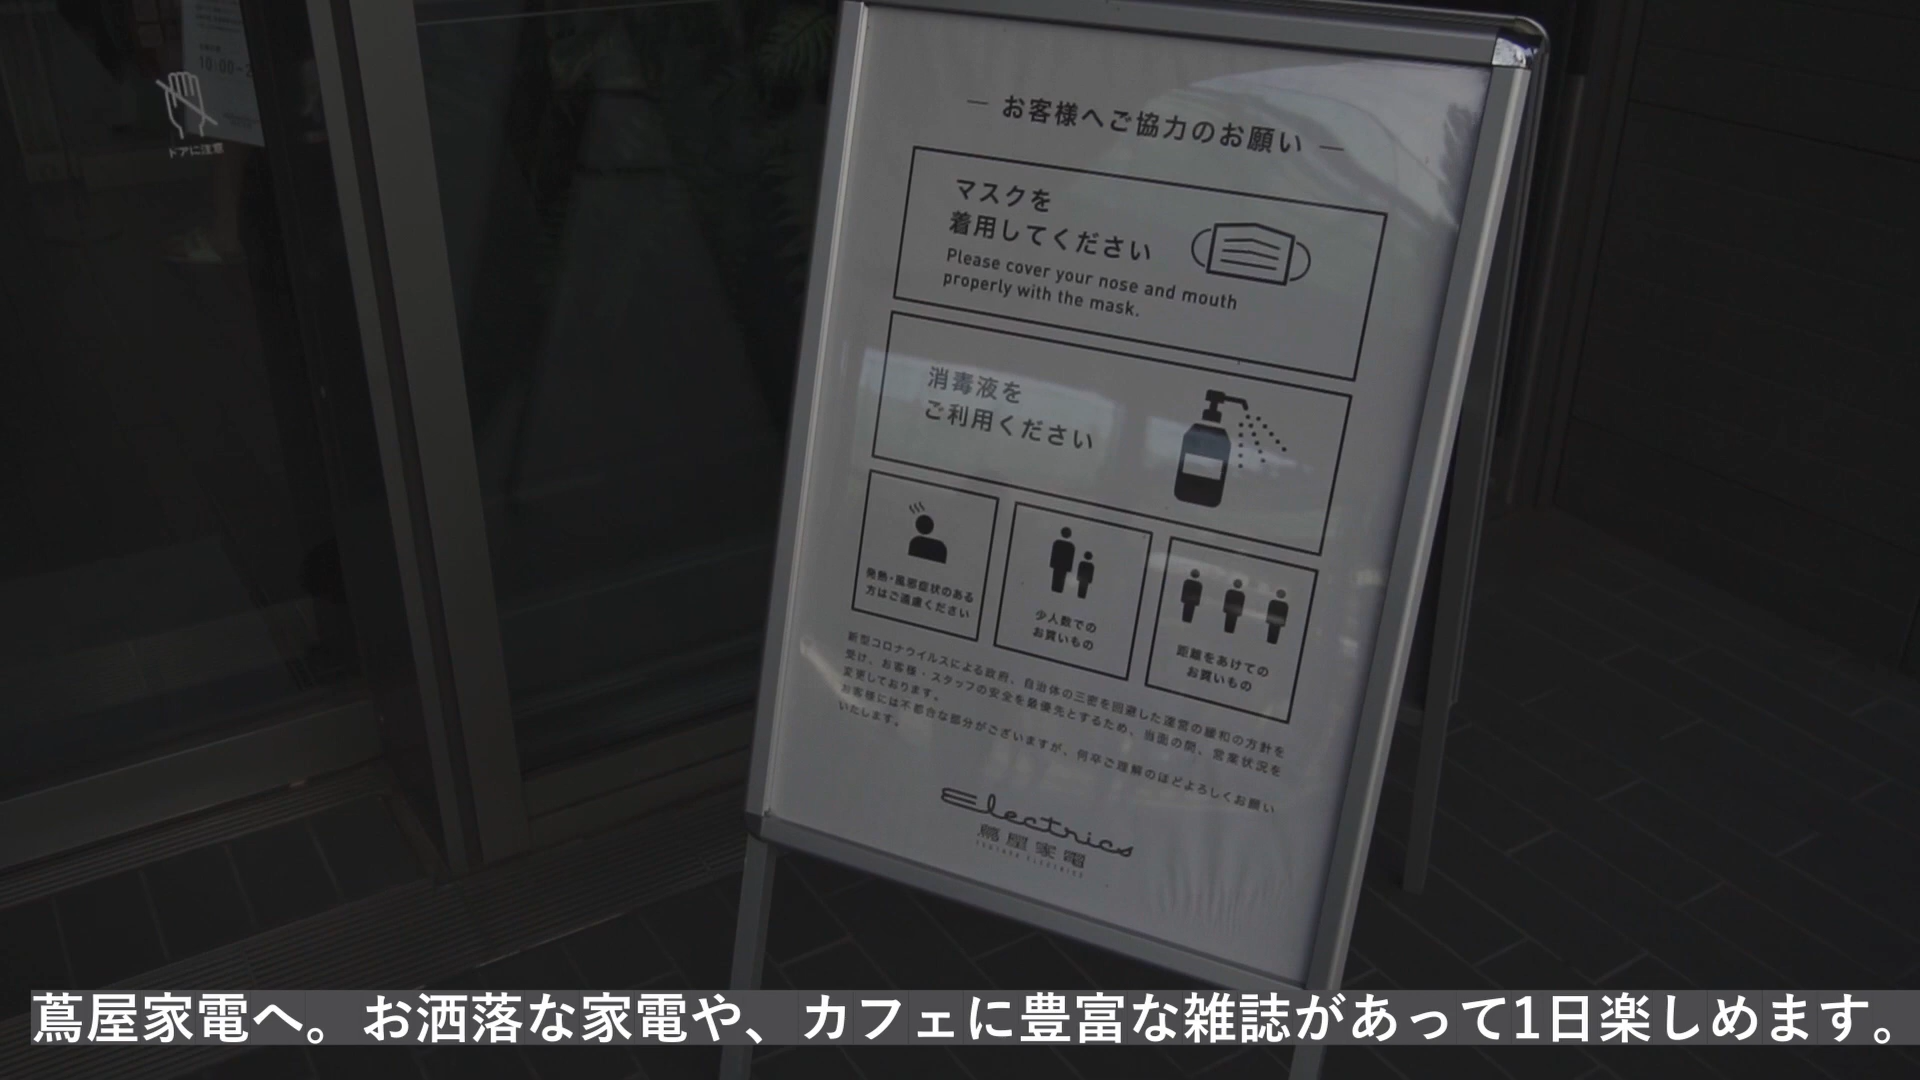 10:00-2
ドアに注意
― お客様へご協力のお願い ―
マスクを
着用してください
Please cover your nose and mouth
properly with the mask.
消毒液を
ご利用ください
発熱・風邪症状のある
方はご遠慮ください
少人数での
お買いもの
距離をあけての
お買いもの
新型コロナウイルスによる政府、自治体の三密を回避した運営の緩和の方針を
受け、お客様・スタッフの安全を最優先とするため、当面の間、営業状況を
変更しております。
お客様には不都合な部分がございますが、何卒ご理解のほどよろしくお願い
いたします。
Electrics
蔦屋家電
TSUTAYA ELECTRICS
蔦屋家電へ。お洒落な家電や、カフェに豊富な雑誌があって1日楽しめます。